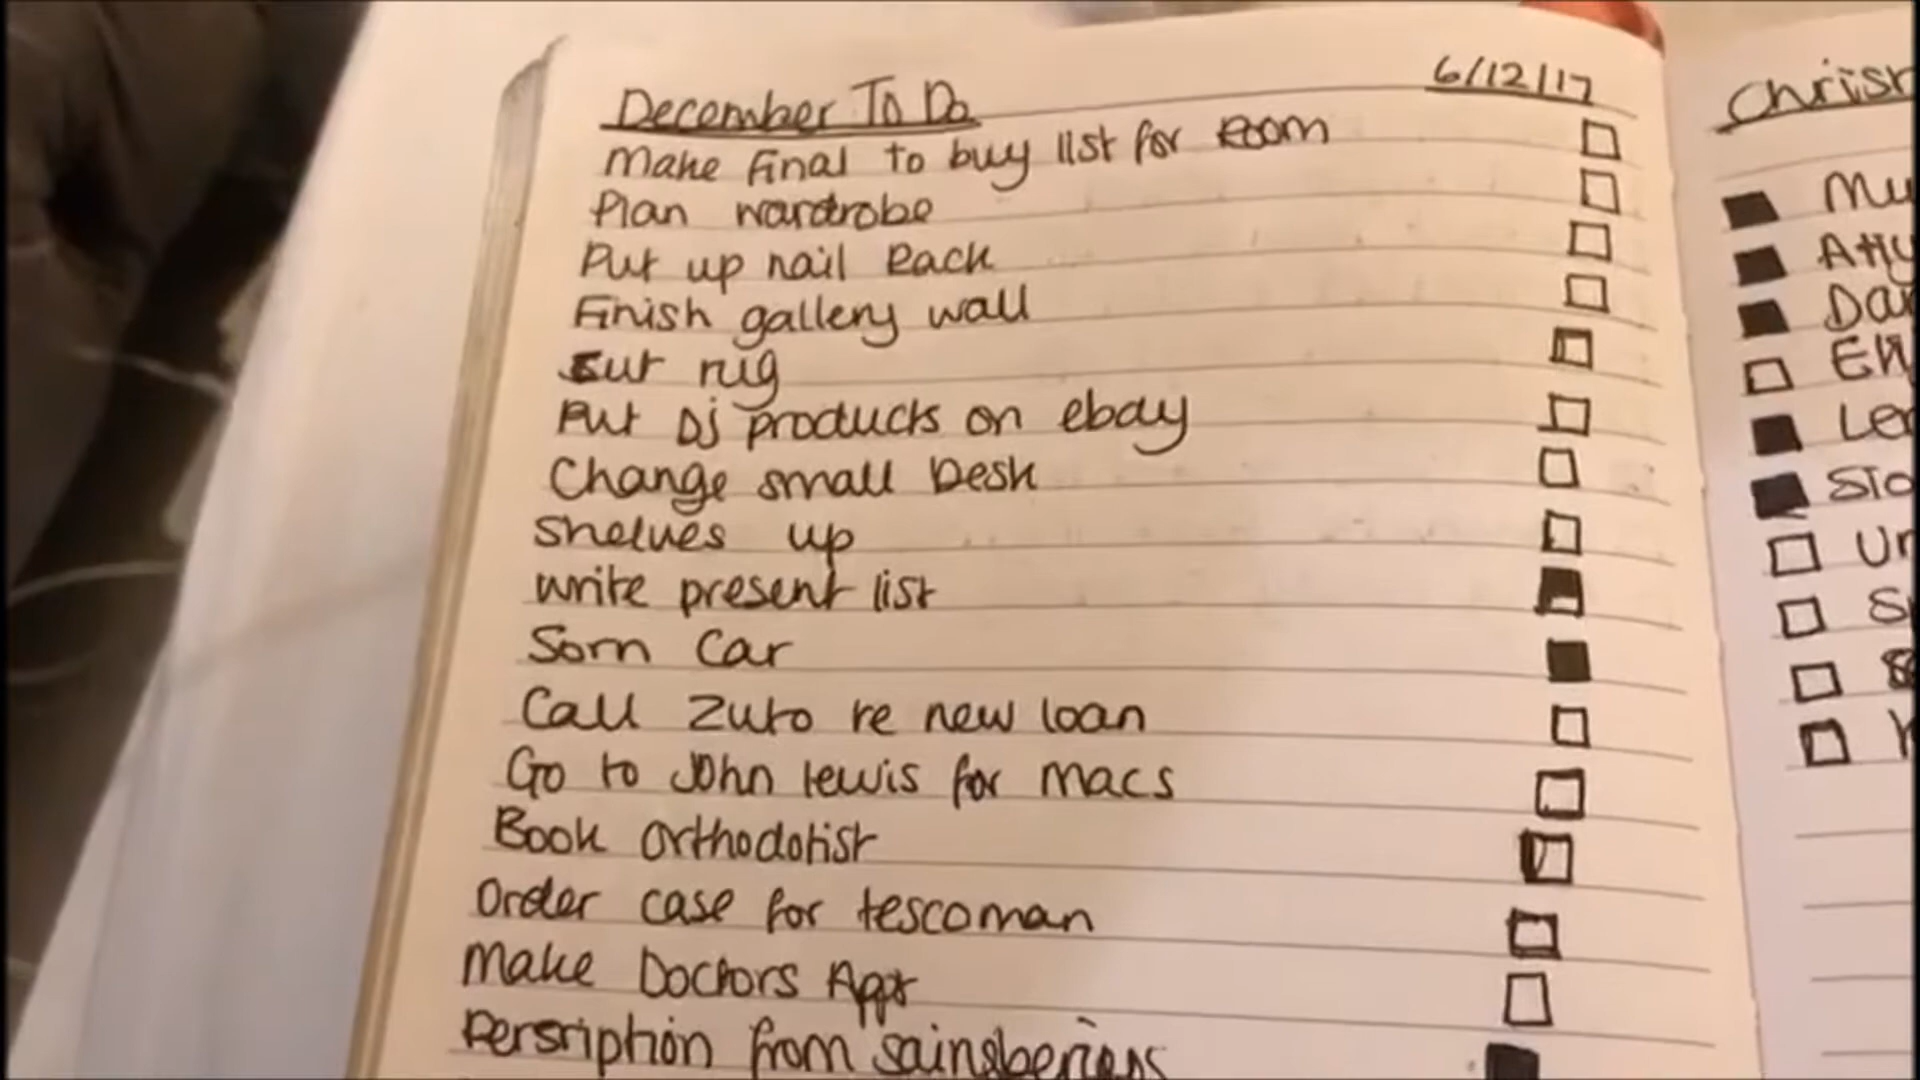 December To Do
6/12/17
Make Final to buy list for Room
Plan wardrobe
Put up nail Rack
Finish gallery wall
Cut rug
Put DJ products on ebay
Change small Desk
Shelves up
Write present list
Sorn Car
Call Zuto re new loan
Go to John lewis for macs
Book orthodotist
Order case for tescoman
Make Doctors Appt
Perscription from
Chrism